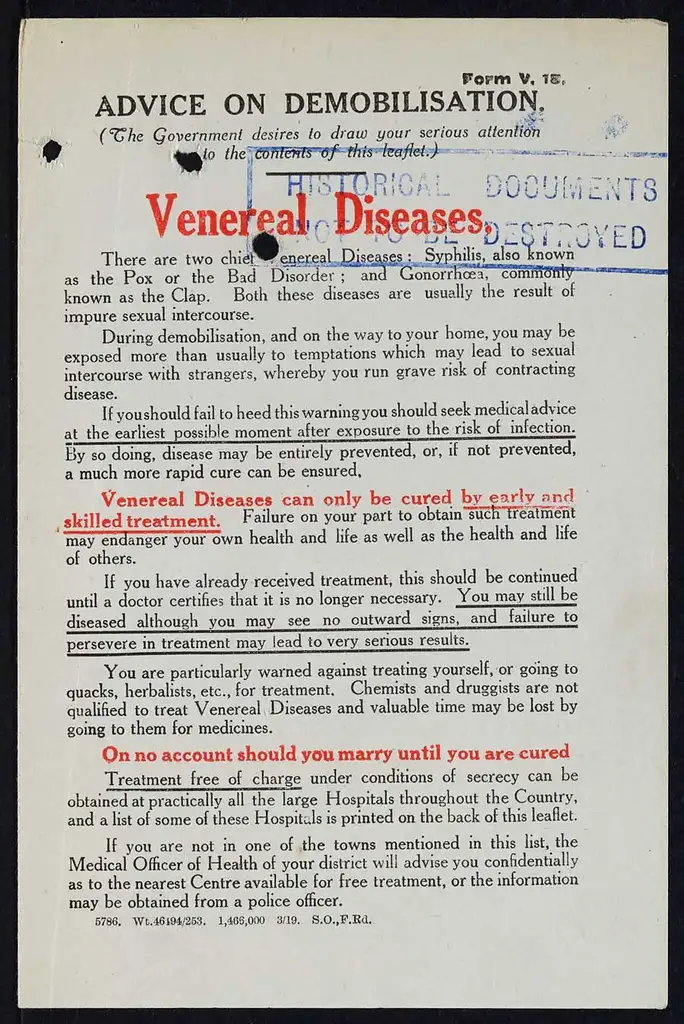 Form V. 18.
ADVICE ON DEMOBILISATION.
(The Government desires to draw your serious attention
to the contents of this leaflet.)
HISTORICAL DOCUMENTS
NOT TO BE DESTROYED
Venereal Diseases.
There are two chief enereal Diseases: Syphilis, also known
as the Pox or the Bad Disorder; and Gonorrhoea, commonly
known as the Clap. Both these diseases are usually the result of
impure sexual intercourse.
During demobilisation, and on the way to your home, you may be
exposed more than usually to temptations which may lead to sexual
intercourse with strangers, whereby you run grave risk of contracting
disease.
If you should fail to heed this warning you should seek medical advice
at the earliest possible moment after exposure to the risk of infection.
By so doing, disease may be entirely prevented, or, if not prevented,
a much more rapid cure can be ensured.
Venereal Diseases can only be cured by early and
skilled treatment. Failure on your part to obtain such treatment
may endanger your own health and life as well as the health and life
of others.
If you have already received treatment, this should be continued
until a doctor certifies that it is no longer necessary. You may still be
diseased although you may see no outward signs, and failure to
persevere in treatment may lead to very serious results.
You are particularly warned against treating yourself, or going to
quacks, herbalists, etc., for treatment. Chemists and druggists are not
qualified to treat Venereal Diseases and valuable time may be lost by
going to them for medicines.
On no account should you marry until you are cured
Treatment free of charge under conditions of secrecy can be
obtained at practically all the large Hospitals throughout the Country,
and a list of some of these Hospitals is printed on the back of this leaflet.
If you are not in one of the towns mentioned in this list, the
Medical Officer of Health of your district will advise you confidentially
as to the nearest Centre available for free treatment, or the information
may be obtained from a police officer.
5786. Wt.46494/253. 1,466,000 3/19. S.O.,F.Rd.